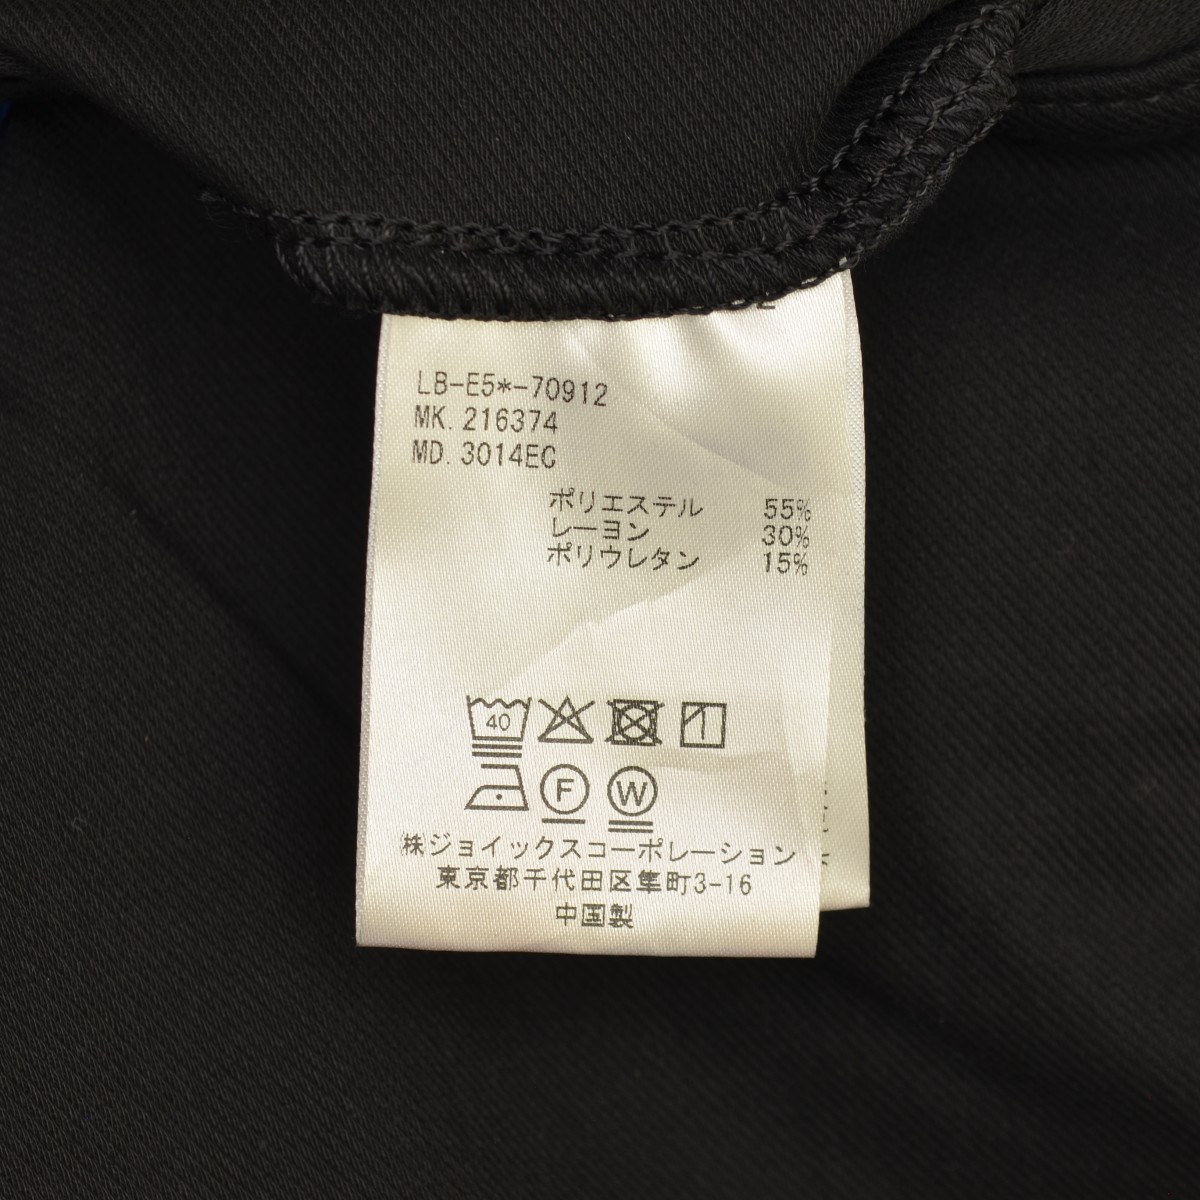 LB-E5*-70912
MK. 216374
MD. 3014EC
ポリエステル 55%
レーヨン 30%
ポリウレタン 15%
40
F W
㈱ジョイックスコーポレーション
東京都千代田区隼町3-16
中国製